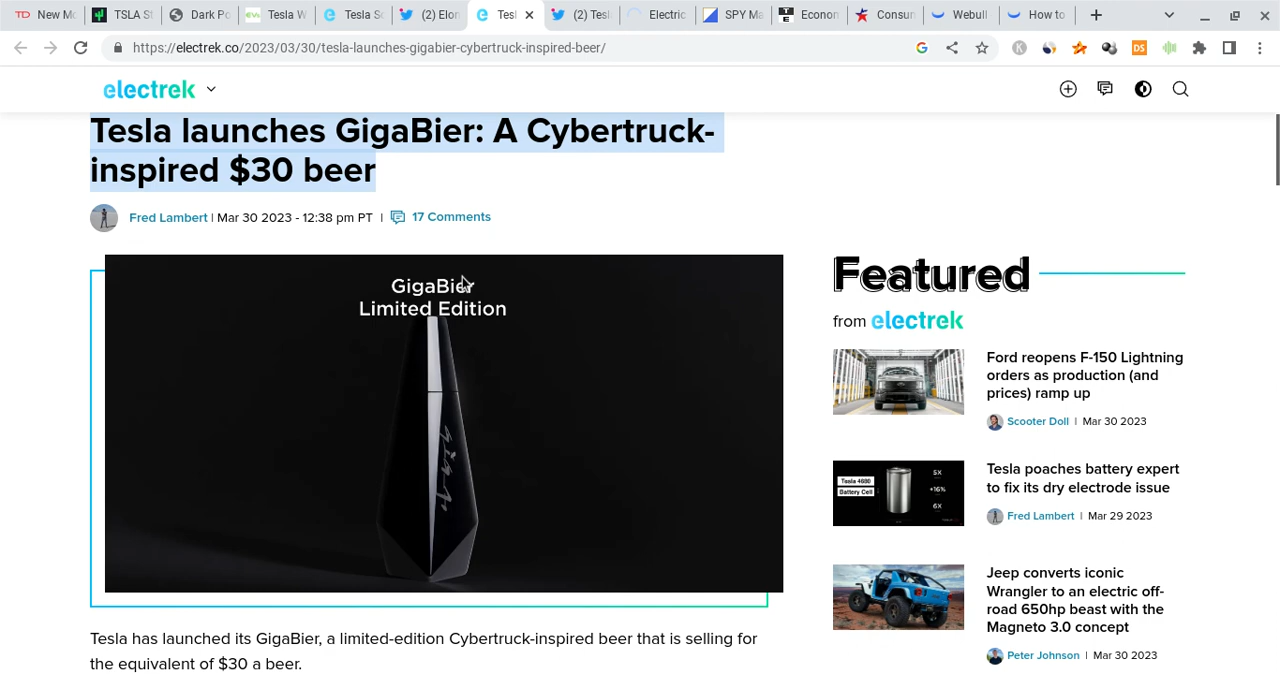 New Mo
TSLA St
Dark Po
Tesla W
Tesla Se
(2) Elon
Tesl
(2) Tesl
Electric
SPY Ma
Econom
Consun
Webull
How to
https://electrek.co/2023/03/30/tesla-launches-gigabier-cybertruck-inspired-beer/
electrek
Tesla launches GigaBier: A Cybertruck-
inspired $30 beer
Fred Lambert | Mar 30 2023 - 12:38 pm PT | 17 Comments
GigaBier
Limited Edition
Featured
from electrek
Ford reopens F-150 Lightning
orders as production (and
prices) ramp up
Scooter Doll | Mar 30 2023
Tesla 4680
Battery Cell
5X
+16%
6X
Tesla poaches battery expert
to fix its dry electrode issue
Fred Lambert | Mar 29 2023
Jeep converts iconic
Wrangler to an electric off-
road 650hp beast with the
Magneto 3.0 concept
Peter Johnson | Mar 30 2023
Tesla has launched its GigaBier, a limited-edition Cybertruck-inspired beer that is selling for
the equivalent of $30 a beer.